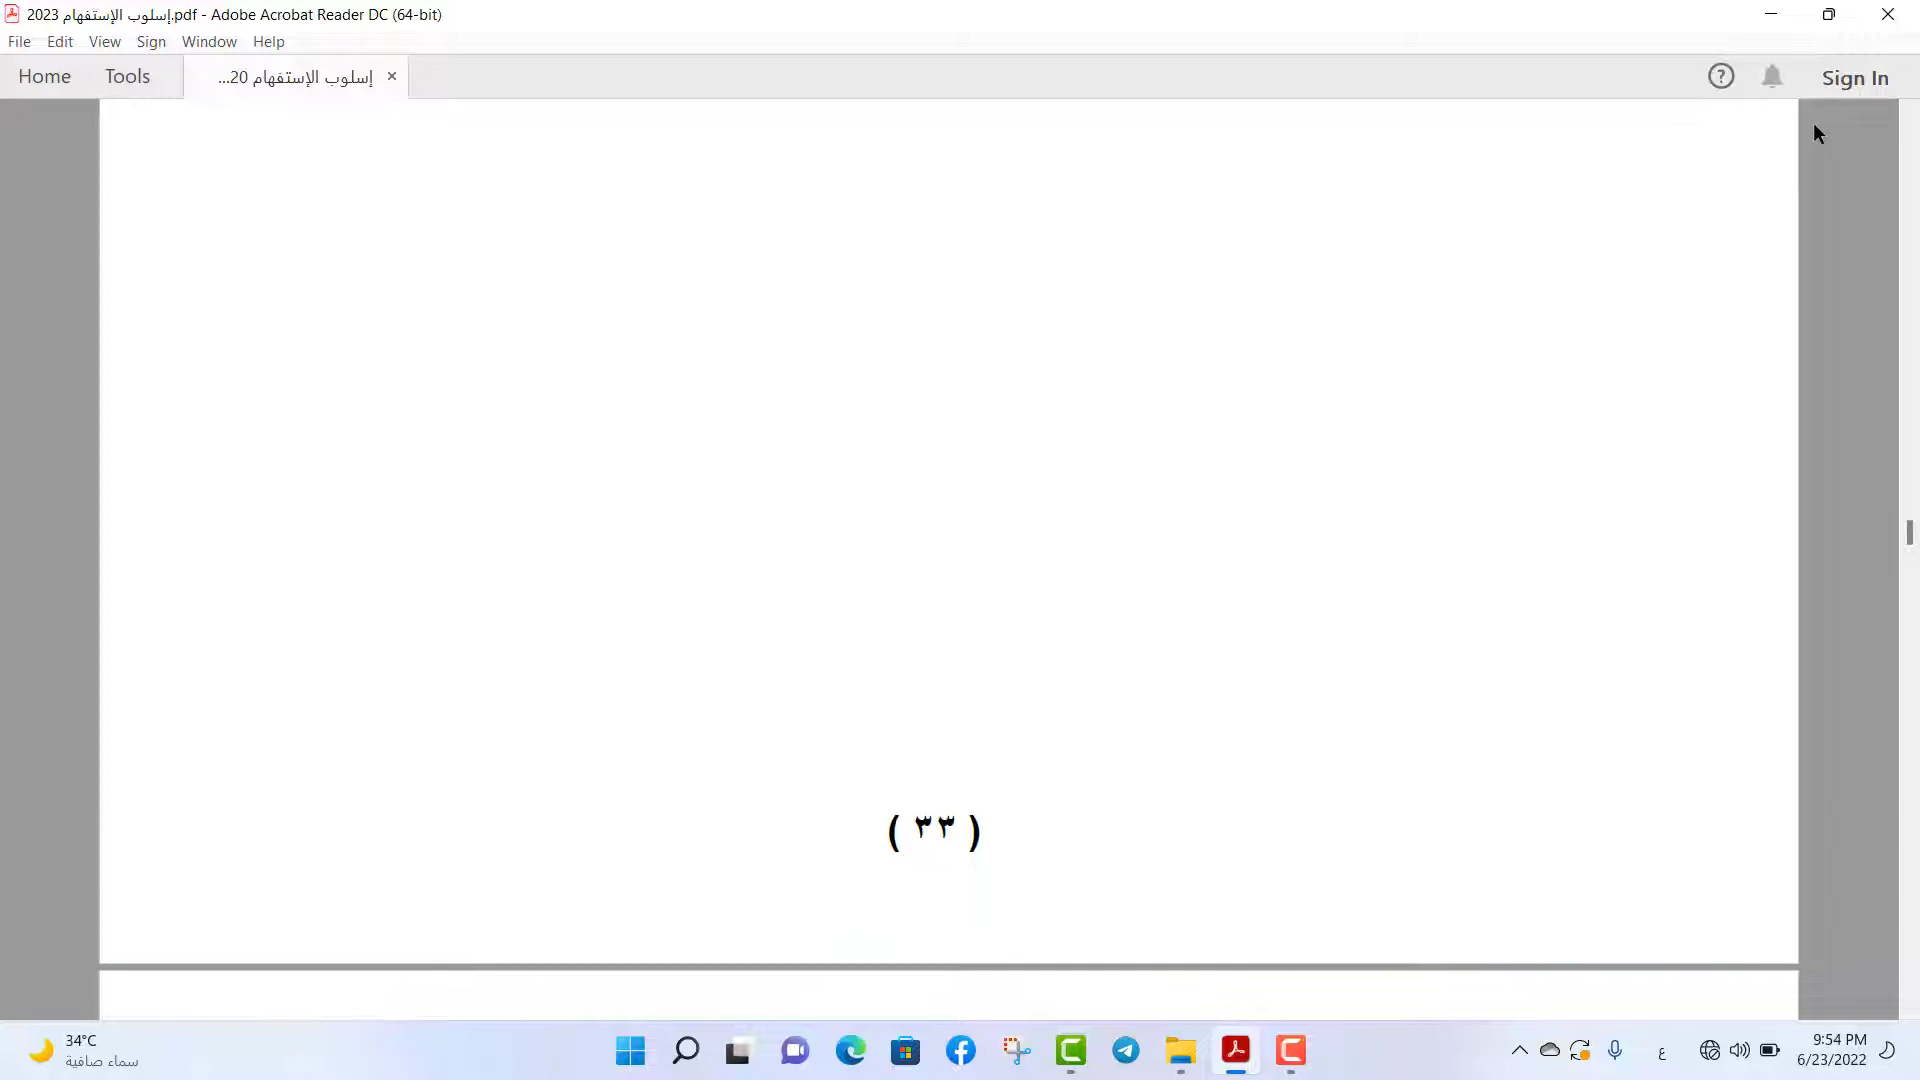 إسلوب الإستفهام 2023.pdf - Adobe Acrobat Reader DC (64-bit)
File Edit View Sign Window Help
Home Tools إسلوب الإستفهام 20... Sign In
( ٣٣ )
34°C
سماء صافية
ع
9:54 PM
6/23/2022